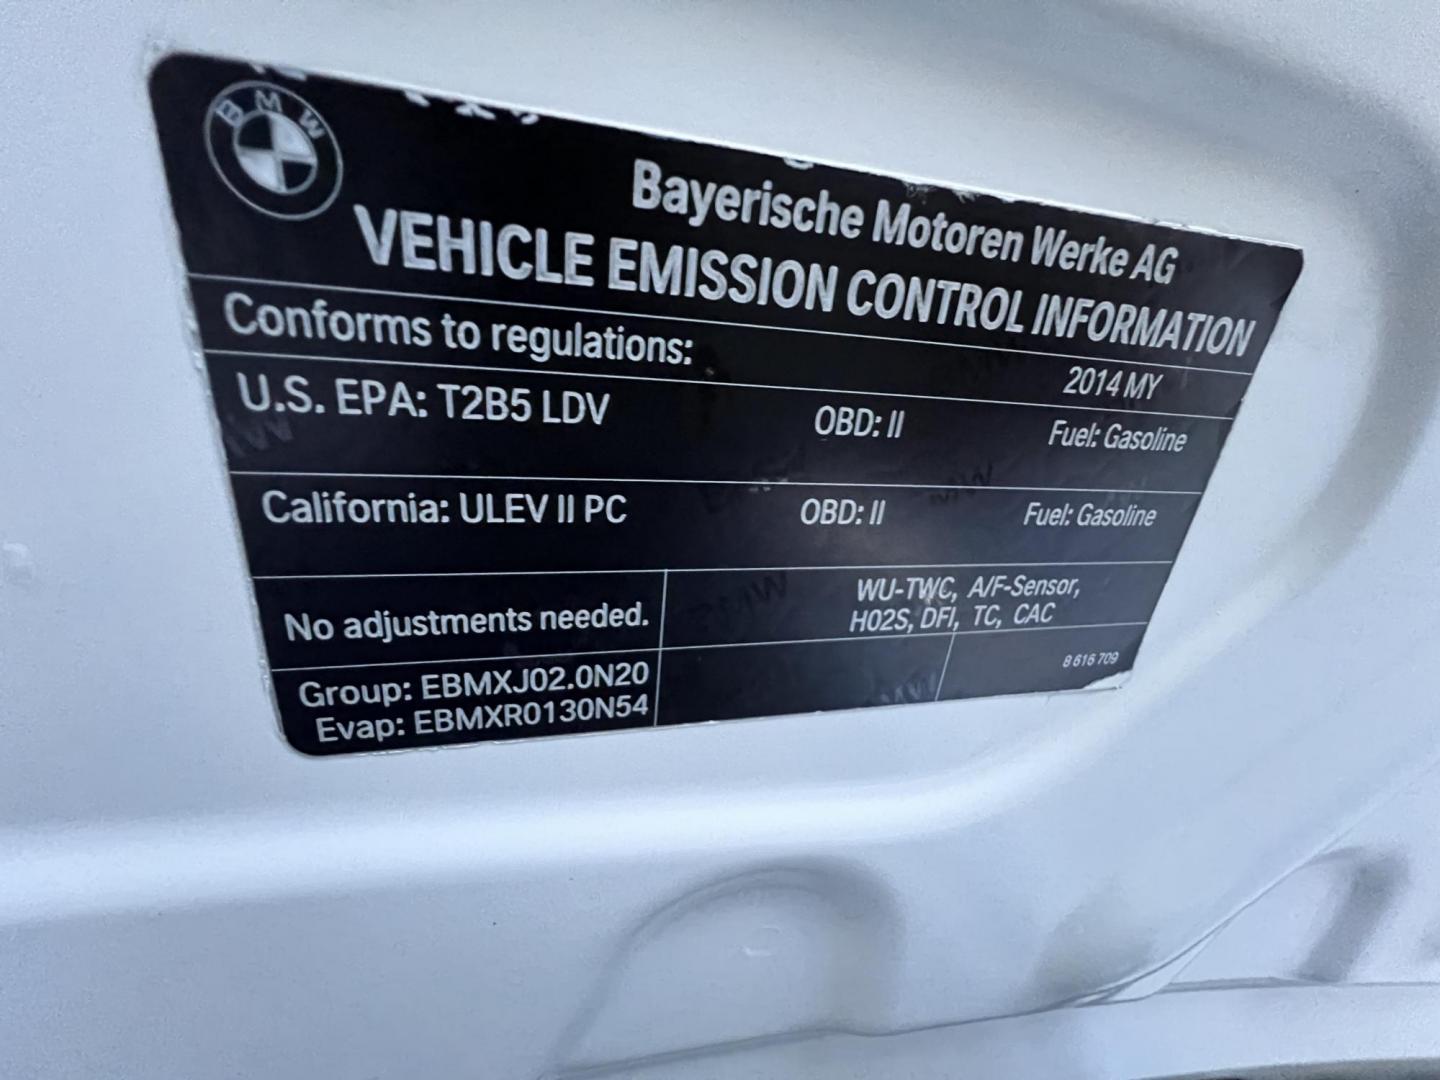 BMW
Bayerische Motoren Werke AG
VEHICLE EMISSION CONTROL INFORMATION
Conforms to regulations:
2014 MY
U.S. EPA: T2B5 LDV OBD: II Fuel: Gasoline
California: ULEV II PC OBD: II Fuel: Gasoline
No adjustments needed.
WU-TWC, A/F-Sensor,
H02S, DFI, TC, CAC
Group: EBMXJ02.0N20
Evap: EBMXR0130N54
8 616 709